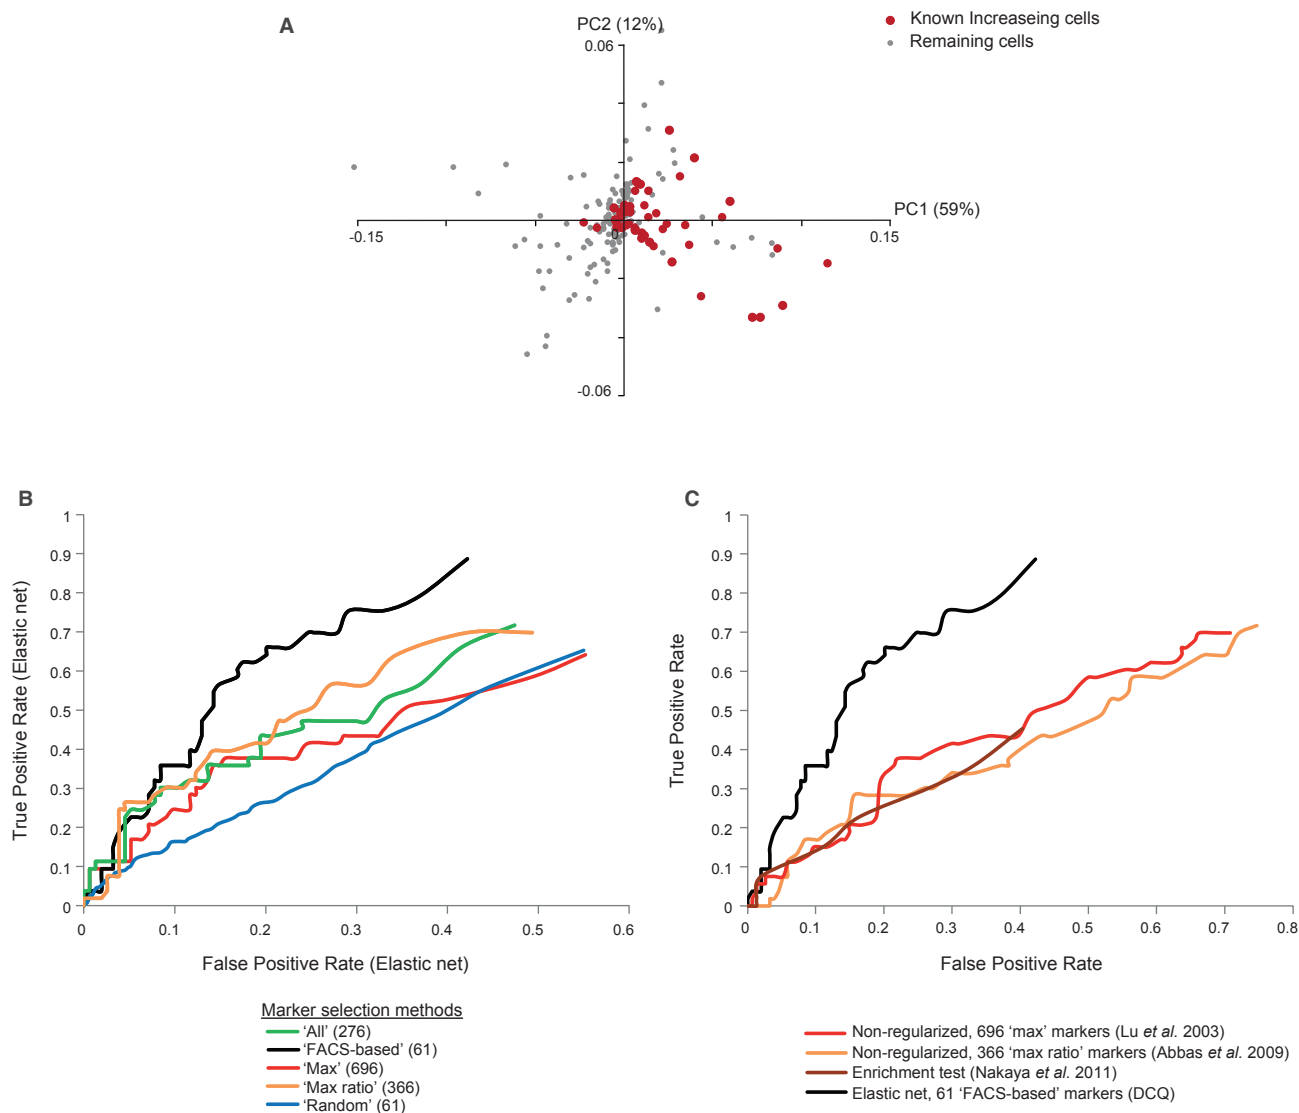 A
PC2 (12%)
Known Increaseing cells
Remaining cells
0.06
PC1 (59%)
-0.15
0
0.15
-0.06
B
True Positive Rate (Elastic net)
1
0.9
0.8
0.7
0.6
0.5
0.4
0.3
0.2
0.1
0
0 0.1 0.2 0.3 0.4 0.5 0.6
False Positive Rate (Elastic net)
Marker selection methods
'All' (276)
'FACS-based' (61)
'Max' (696)
'Max ratio' (366)
'Random' (61)
C
True Positive Rate
1
0.9
0.8
0.7
0.6
0.5
0.4
0.3
0.2
0.1
0
0 0.1 0.2 0.3 0.4 0.5 0.6 0.7 0.8
False Positive Rate
Non-regularized, 696 'max' markers (Lu et al. 2003)
Non-regularized, 366 'max ratio' markers (Abbas et al. 2009)
Enrichment test (Nakaya et al. 2011)
Elastic net, 61 'FACS-based' markers (DCQ)